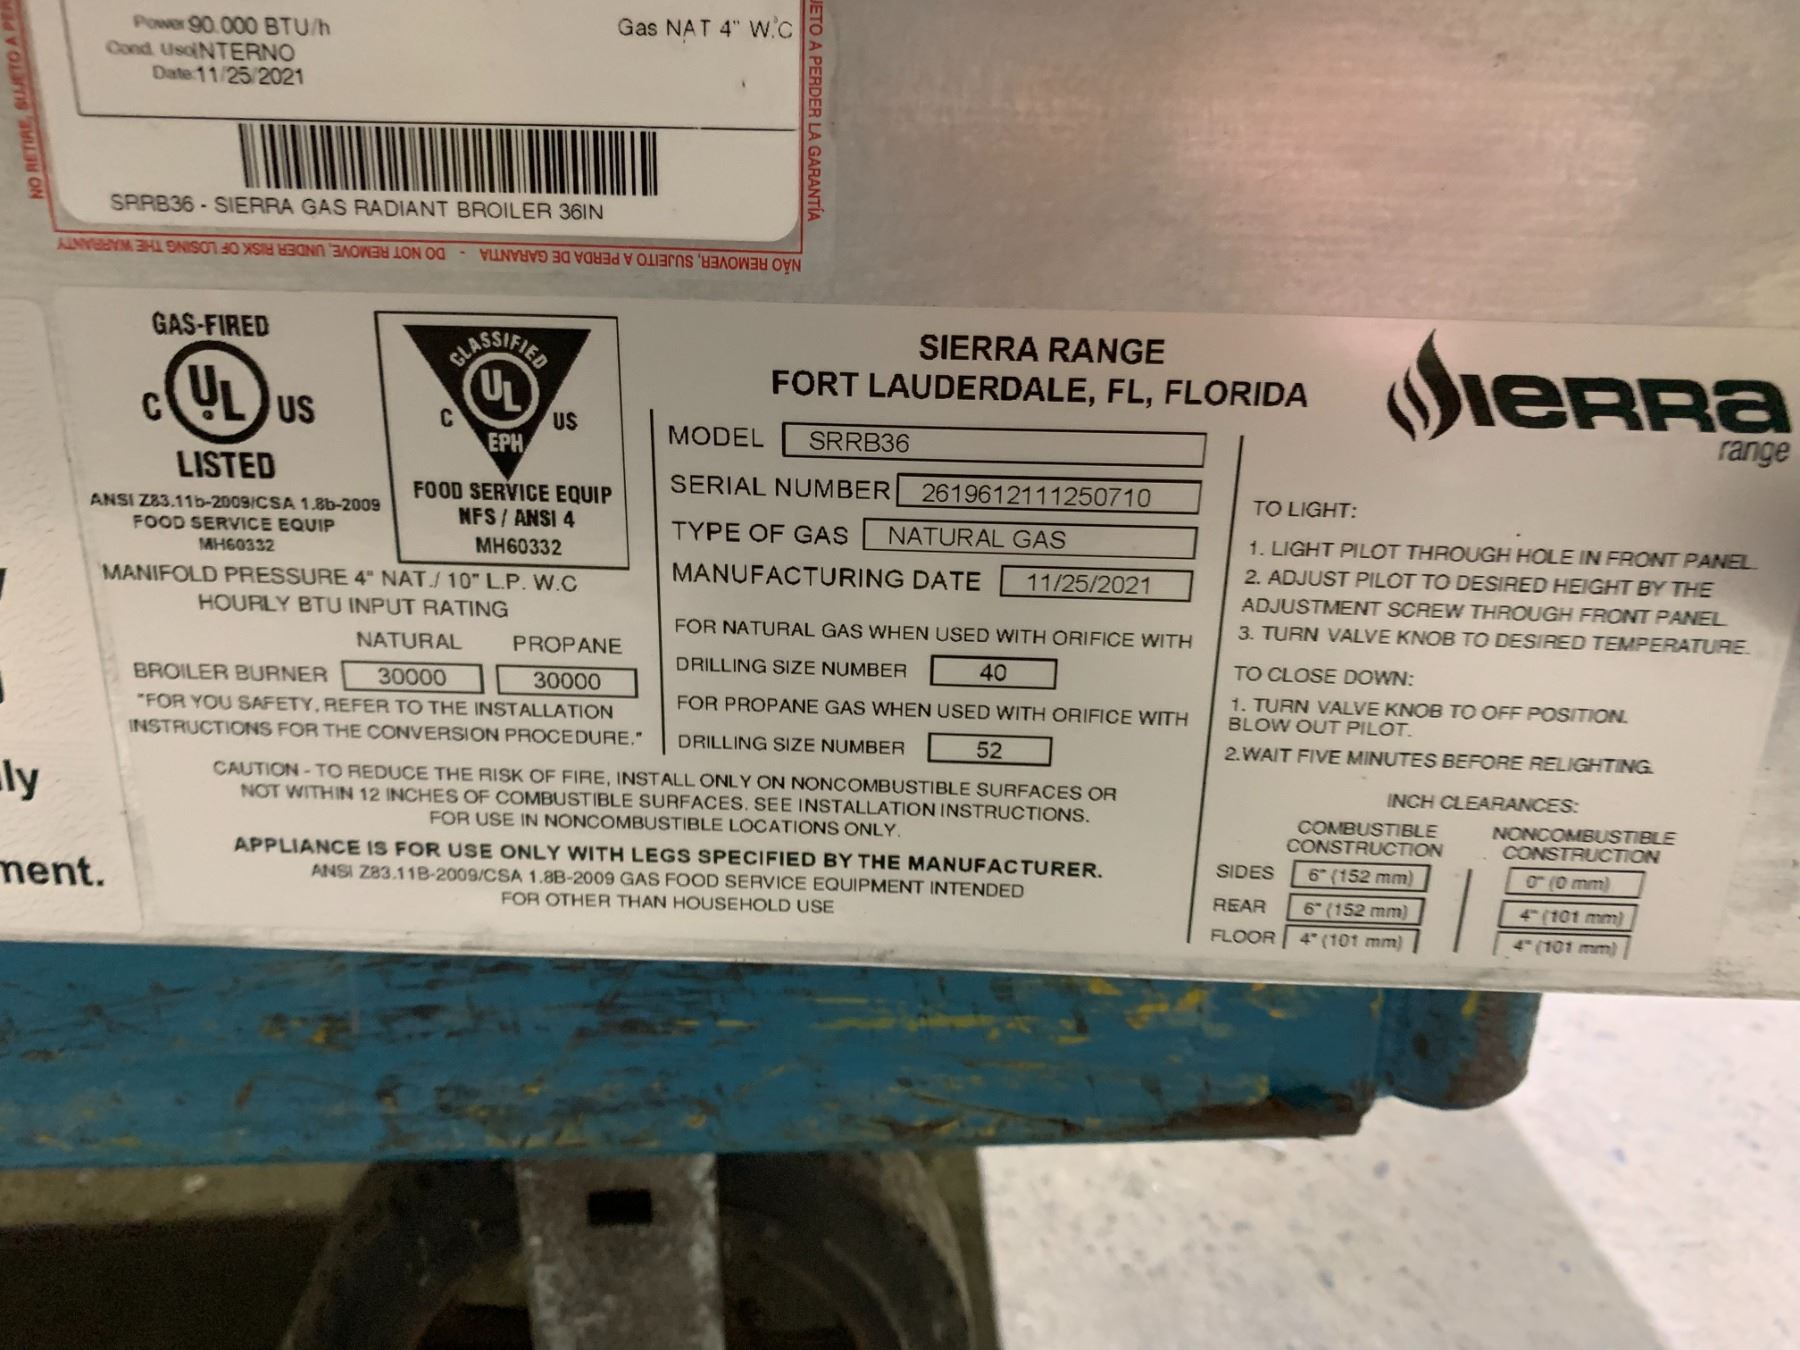 Power 90.000 BTU/h
Gas NAT 4" W.C
Cond. Uso INTERNO
Date: 11/25/2021
SRRB36 - SIERRA GAS RADIANT BROILER 36IN
NO RETIRE, SUJETO A PER
JETO A PERDER LA GARANTÍA
NÃO REMOVER, SUJEITO A PERDA DE GARANTIA - DO NOT REMOVE, UNDER RISK OF LOSING THE WARRANTY
GAS-FIRED
C UL US
LISTED
ANSI Z83.11b-2009/CSA 1.8b-2009
FOOD SERVICE EQUIP
MH60332
CLASSIFIED
C UL US
EPH
FOOD SERVICE EQUIP
NFS / ANSI 4
MH60332
MANIFOLD PRESSURE 4" NAT./ 10" L.P. W.C
HOURLY BTU INPUT RATING
NATURAL PROPANE
BROILER BURNER 30000 30000
"FOR YOU SAFETY, REFER TO THE INSTALLATION
INSTRUCTIONS FOR THE CONVERSION PROCEDURE."
SIERRA RANGE
FORT LAUDERDALE, FL, FLORIDA
MODEL SRRB36
SERIAL NUMBER 2619612111250710
TYPE OF GAS NATURAL GAS
MANUFACTURING DATE 11/25/2021
FOR NATURAL GAS WHEN USED WITH ORIFICE WITH
DRILLING SIZE NUMBER 40
FOR PROPANE GAS WHEN USED WITH ORIFICE WITH
DRILLING SIZE NUMBER 52
CAUTION - TO REDUCE THE RISK OF FIRE, INSTALL ONLY ON NONCOMBUSTIBLE SURFACES OR
NOT WITHIN 12 INCHES OF COMBUSTIBLE SURFACES. SEE INSTALLATION INSTRUCTIONS.
FOR USE IN NONCOMBUSTIBLE LOCATIONS ONLY.
APPLIANCE IS FOR USE ONLY WITH LEGS SPECIFIED BY THE MANUFACTURER.
ANSI Z83.11B-2009/CSA 1.8B-2009 GAS FOOD SERVICE EQUIPMENT INTENDED
FOR OTHER THAN HOUSEHOLD USE
Sierra
range
TO LIGHT:
1. LIGHT PILOT THROUGH HOLE IN FRONT PANEL.
2. ADJUST PILOT TO DESIRED HEIGHT BY THE
ADJUSTMENT SCREW THROUGH FRONT PANEL
3. TURN VALVE KNOB TO DESIRED TEMPERATURE.
TO CLOSE DOWN:
1. TURN VALVE KNOB TO OFF POSITION.
BLOW OUT PILOT.
2.WAIT FIVE MINUTES BEFORE RELIGHTING.
INCH CLEARANCES:
COMBUSTIBLE NONCOMBUSTIBLE
CONSTRUCTION CONSTRUCTION
SIDES 6" (152 mm) 0" (0 mm)
REAR 6" (152 mm) 4" (101 mm)
FLOOR 4" (101 mm) 4" (101 mm)
ly
ment.